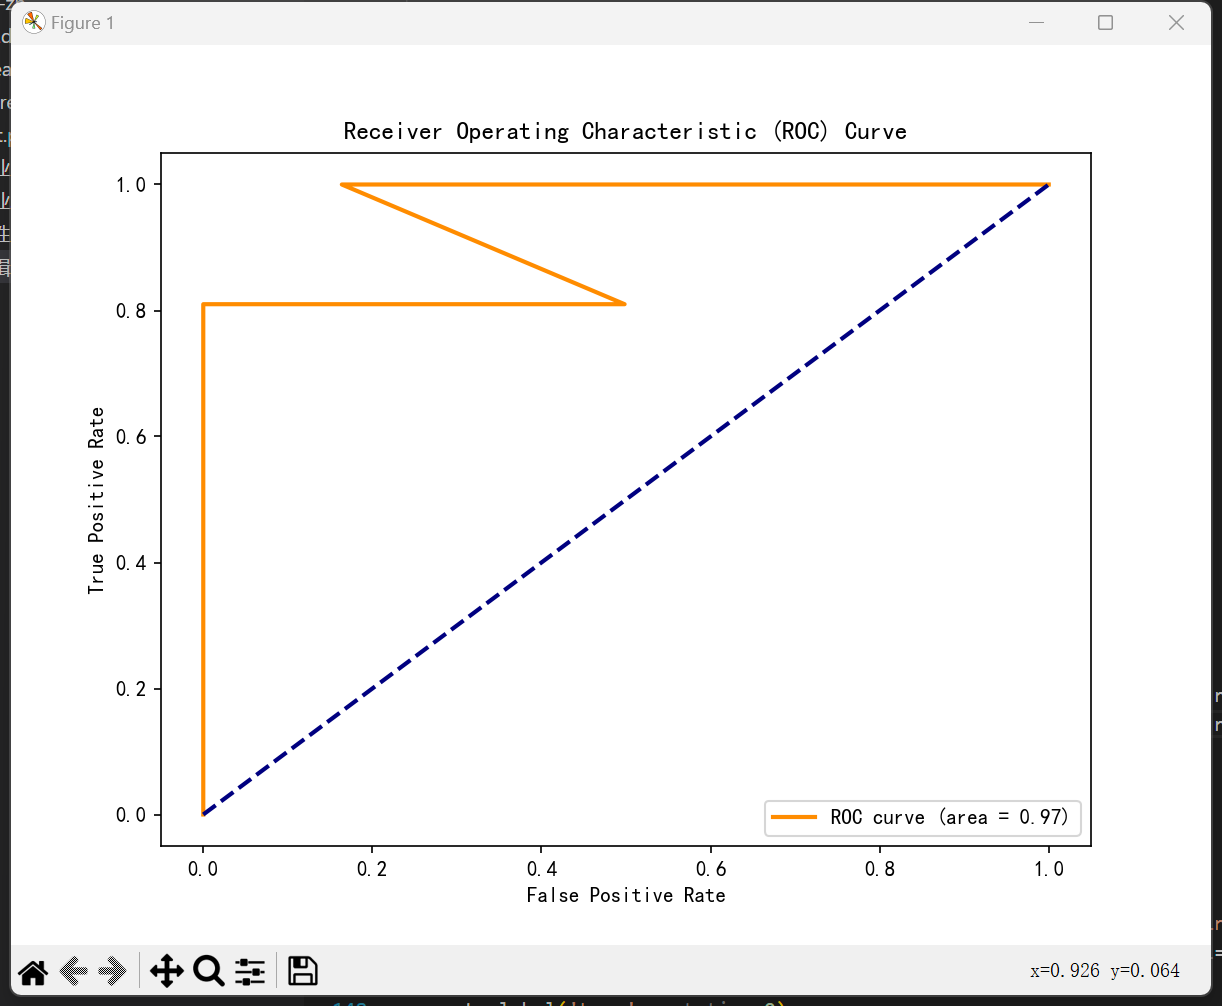 Figure 1
Receiver Operating Characteristic (ROC) Curve
1.0
0.8
0.6
0.4
0.2
0.0
True Positive Rate
ROC curve (area = 0.97)
0.0 0.2 0.4 0.6 0.8 1.0
False Positive Rate
x=0.926 y=0.064